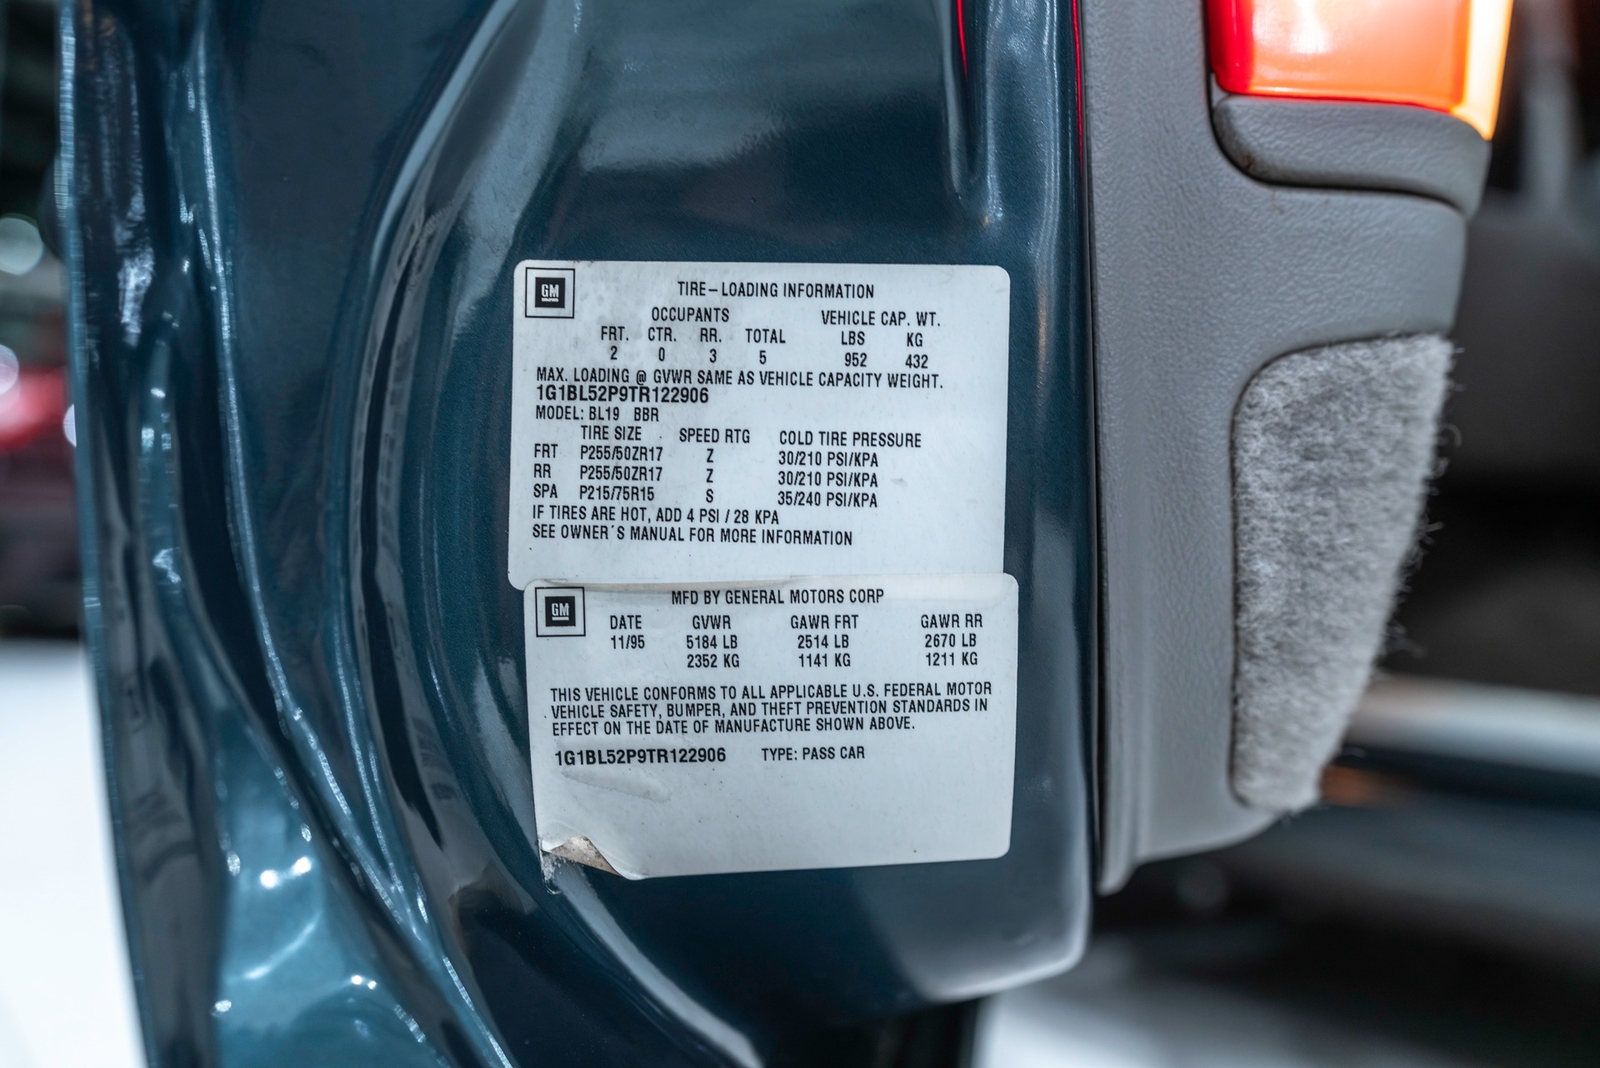 GM
TIRE-LOADING INFORMATION
OCCUPANTS VEHICLE CAP. WT.
FRT. CTR. RR. TOTAL LBS KG
2 0 3 5 952 432
MAX. LOADING @ GVWR SAME AS VEHICLE CAPACITY WEIGHT.
1G1BL52P9TR122906
MODEL: BL19 BBR
TIRE SIZE SPEED RTG COLD TIRE PRESSURE
FRT P255/50ZR17 Z 30/210 PSI/KPA
RR P255/50ZR17 Z 30/210 PSI/KPA
SPA P215/75R15 S 35/240 PSI/KPA
IF TIRES ARE HOT, ADD 4 PSI / 28 KPA
SEE OWNER´S MANUAL FOR MORE INFORMATION
GM
MFD BY GENERAL MOTORS CORP
DATE GVWR GAWR FRT GAWR RR
11/95 5184 LB 2514 LB 2670 LB
2352 KG 1141 KG 1211 KG
THIS VEHICLE CONFORMS TO ALL APPLICABLE U.S. FEDERAL MOTOR
VEHICLE SAFETY, BUMPER, AND THEFT PREVENTION STANDARDS IN
EFFECT ON THE DATE OF MANUFACTURE SHOWN ABOVE.
1G1BL52P9TR122906 TYPE: PASS CAR